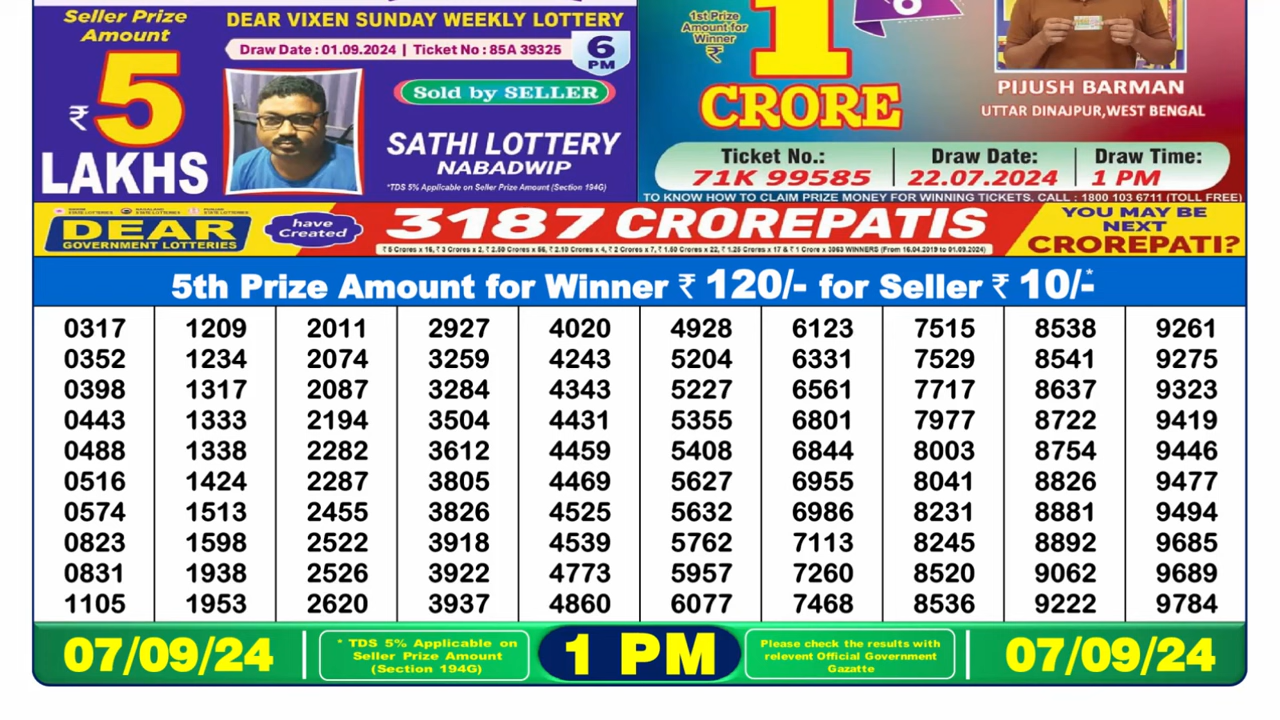 Seller Prize
Amount
₹ 5
LAKHS
DEAR VIXEN SUNDAY WEEKLY LOTTERY
Draw Date : 01.09.2024 | Ticket No : 85A 39325
6
PM
Sold by SELLER
SATHI LOTTERY
NABADWIP
*TDS 5% Applicable on Seller Prize Amount (Section 194G)
1st Prize
Amount for
Winner
₹
1
CRORE
PIJUSH BARMAN
UTTAR DINAJPUR,WEST BENGAL
Ticket No.: Draw Date: Draw Time:
71K 99585 22.07.2024 1 PM
TO KNOW HOW TO CLAIM PRIZE MONEY FOR WINNING TICKETS. CALL : 1800 103 6711 (TOLL FREE)
DEAR
GOVERNMENT LOTTERIES
have
Created
3187 CROREPATIS
YOU MAY BE
NEXT
CROREPATI?
5th Prize Amount for Winner ₹ 120/- for Seller ₹ 10/-*
0317 1209 2011 2927 4020 4928 6123 7515 8538 9261
0352 1234 2074 3259 4243 5204 6331 7529 8541 9275
0398 1317 2087 3284 4343 5227 6561 7717 8637 9323
0443 1333 2194 3504 4431 5355 6801 7977 8722 9419
0488 1338 2282 3612 4459 5408 6844 8003 8754 9446
0516 1424 2287 3805 4469 5627 6955 8041 8826 9477
0574 1513 2455 3826 4525 5632 6986 8231 8881 9494
0823 1598 2522 3918 4539 5762 7113 8245 8892 9685
0831 1938 2526 3922 4773 5957 7260 8520 9062 9689
1105 1953 2620 3937 4860 6077 7468 8536 9222 9784
07/09/24
* TDS 5% Applicable on
Seller Prize Amount
(Section 194G)
1 PM
Please check the results with
relevent Official Government
Gazatte
07/09/24